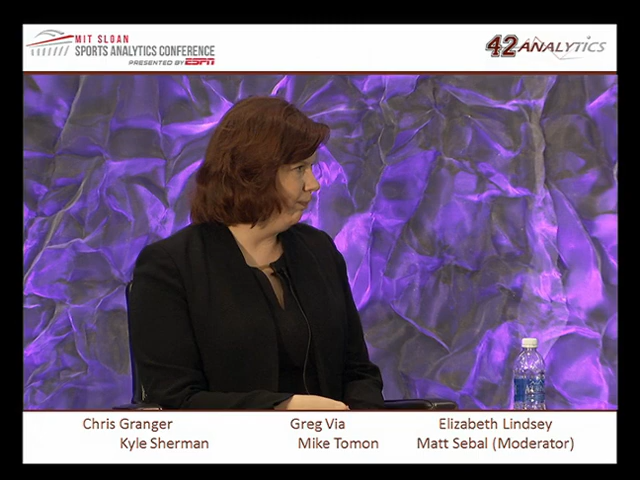 MIT SLOAN
SPORTS ANALYTICS CONFERENCE
PRESENTED BY ESPN
42 ANALYTICS
Chris Granger Greg Via Elizabeth Lindsey
Kyle Sherman Mike Tomon Matt Sebal (Moderator)